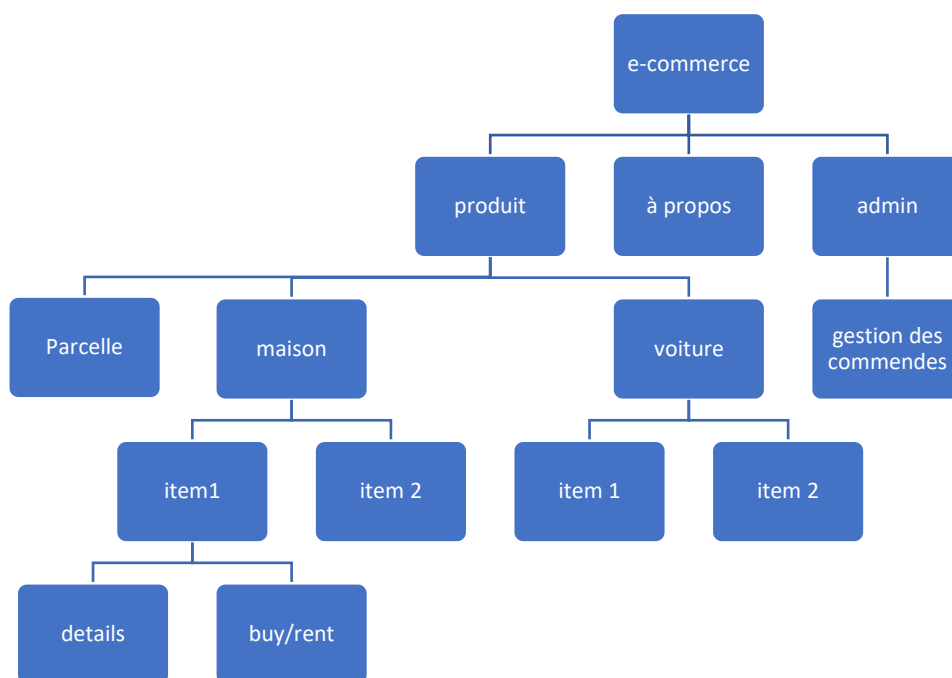 e-commerce
produit
à propos
admin
Parcelle
maison
voiture
gestion des
commendes
item1
item 2
item 1
item 2
details
buy/rent